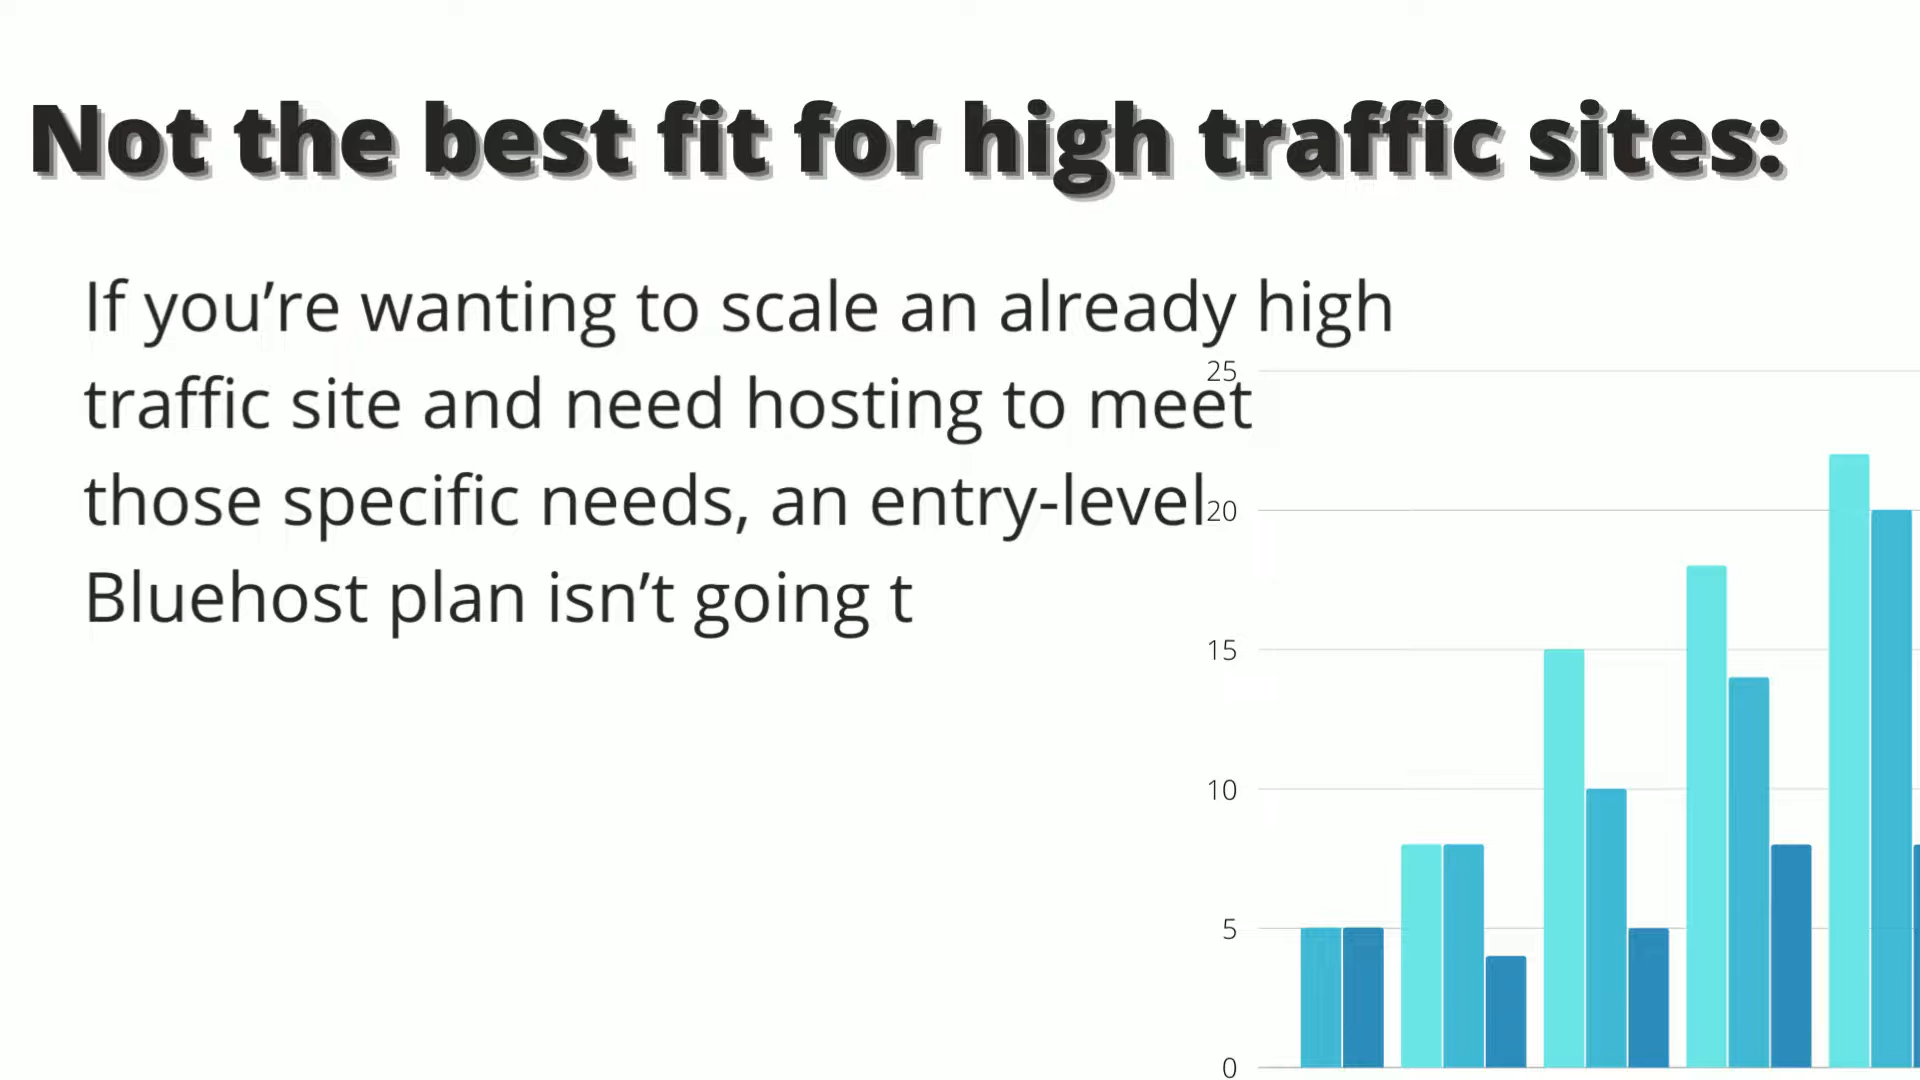 Not the best fit for high traffic sites:
If you’re wanting to scale an already high
traffic site and need hosting to meet
those specific needs, an entry-level
Bluehost plan isn’t going t
25
20
15
10
5
0